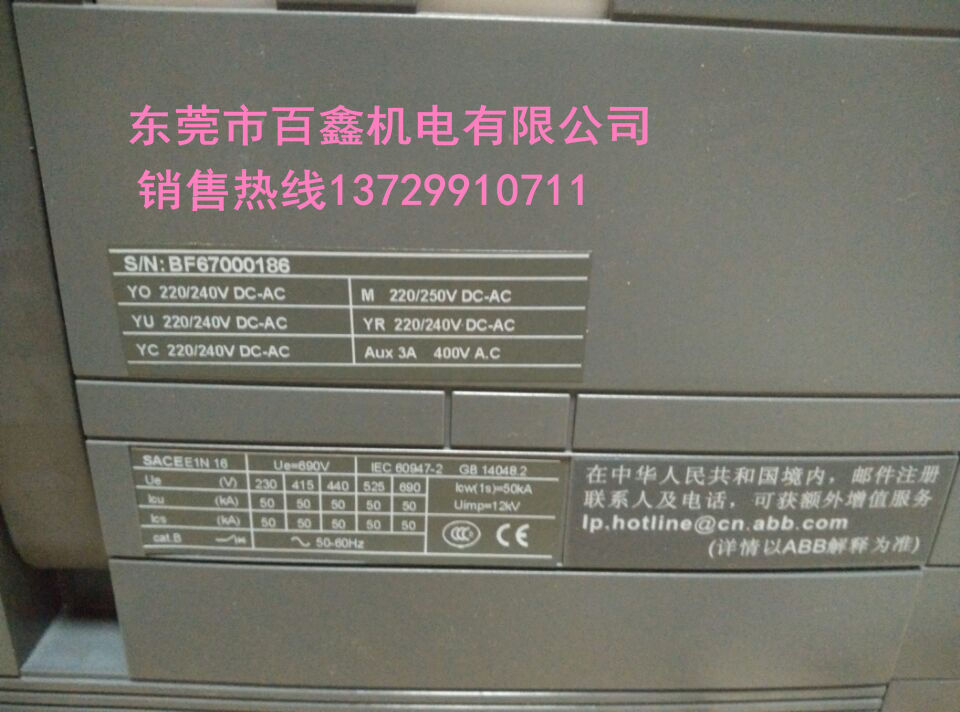 东莞市百鑫机电有限公司
销售热线13729910711
S/N: BF67000186
YO 220/240V DC-AC M 220/250V DC-AC
YU 220/240V DC-AC YR 220/240V DC-AC
YC 220/240V DC-AC Aux 3A 400V A.C
SACE E1N 16 Ue=690V IEC 60947-2 GB 14048.2
Ue (V) 230 415 440 525 690 Icw(1s)=50kA
Icu (kA) 50 50 50 50 50 Uimp=12kV
Ics (kA) 50 50 50 50 50
cat.B 50-60Hz CCC CE
在中华人民共和国境内,邮件注册
联系人及电话,可获额外增值服务
lp.hotline@cn.abb.com
(详情以ABB解释为准)